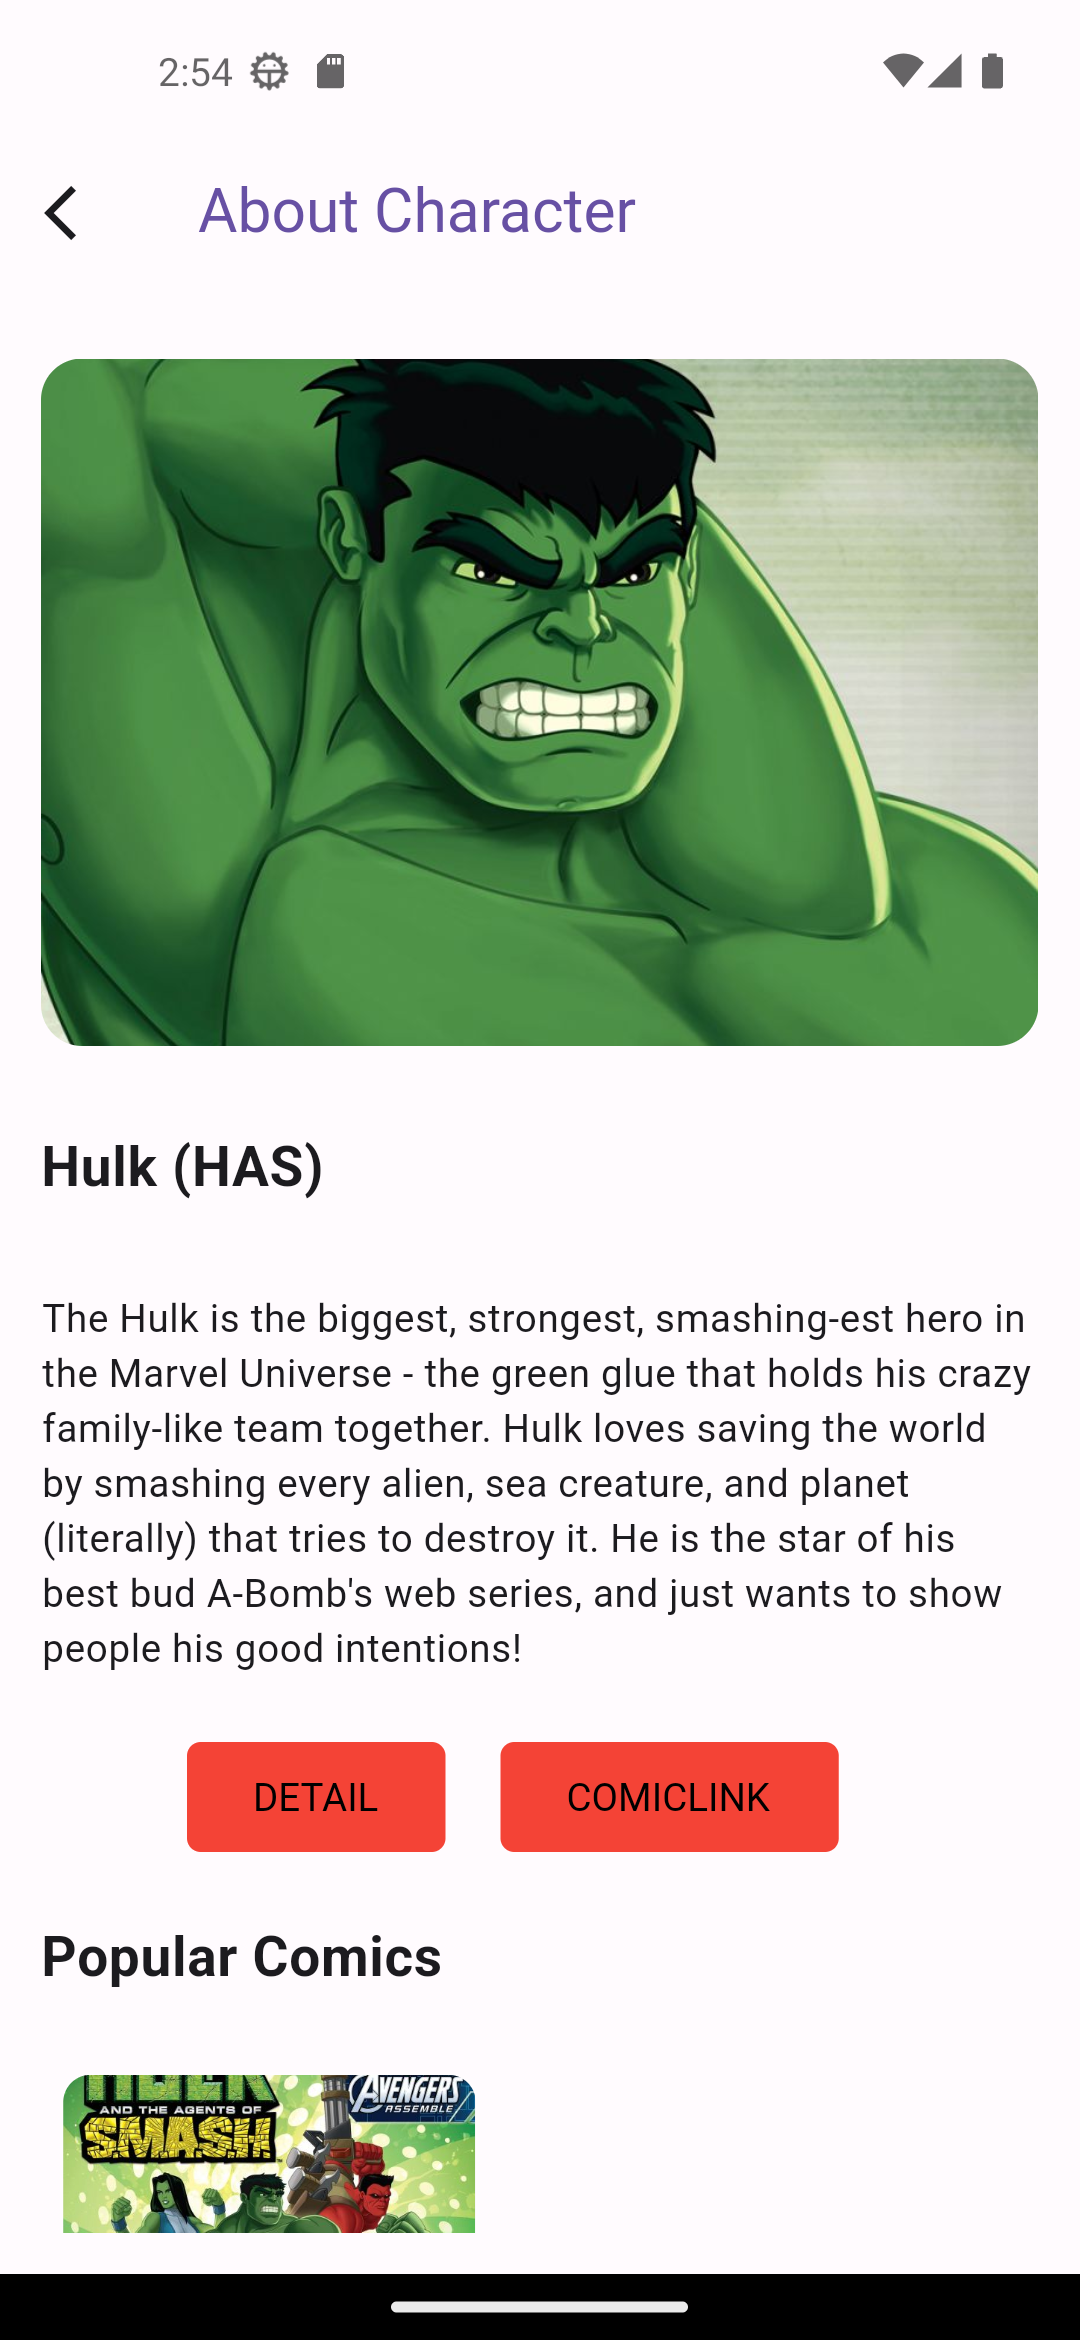 2:54
About Character
Hulk (HAS)
The Hulk is the biggest, strongest, smashing-est hero in
the Marvel Universe - the green glue that holds his crazy
family-like team together. Hulk loves saving the world
by smashing every alien, sea creature, and planet
(literally) that tries to destroy it. He is the star of his
best bud A-Bomb's web series, and just wants to show
people his good intentions!
DETAIL
COMICLINK
Popular Comics
HULK
AND THE AGENTS OF
SMASH
AVENGERS
ASSEMBLE